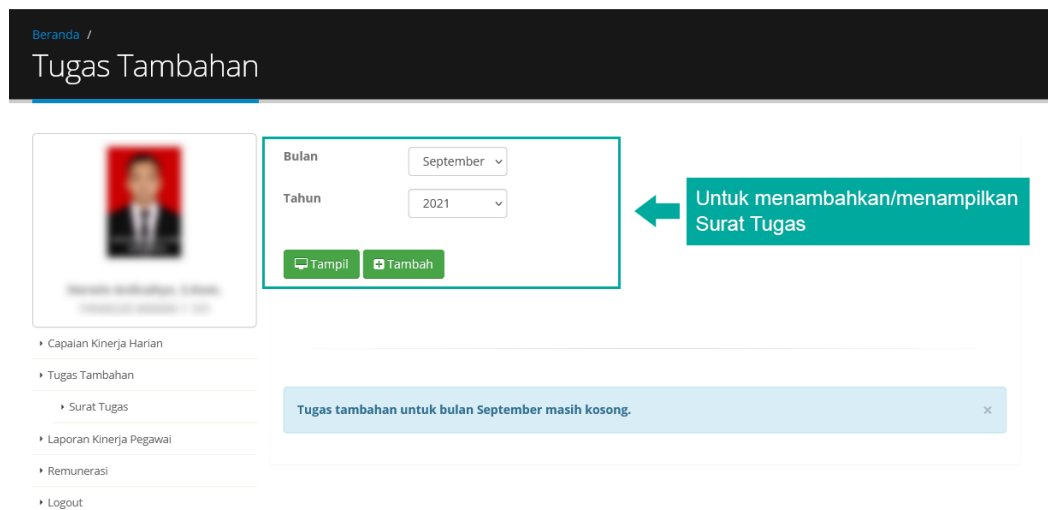 Beranda /
Tugas Tambahan
Bulan
September
Tahun
2021
Tampil
Tambah
Untuk menambahkan/menampilkan
Surat Tugas
Capaian Kinerja Harian
Tugas Tambahan
Surat Tugas
Laporan Kinerja Pegawai
Remunerasi
Logout
Tugas tambahan untuk bulan September masih kosong.
×